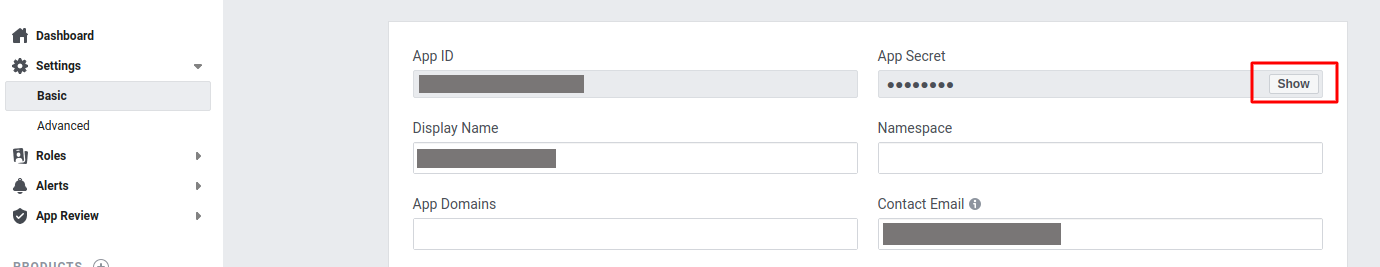 Dashboard
Settings
Basic
Advanced
Roles
Alerts
App Review
PRODUCTS
App ID
App Secret
●●●●●●●● Show
Display Name
Namespace
App Domains
Contact Email